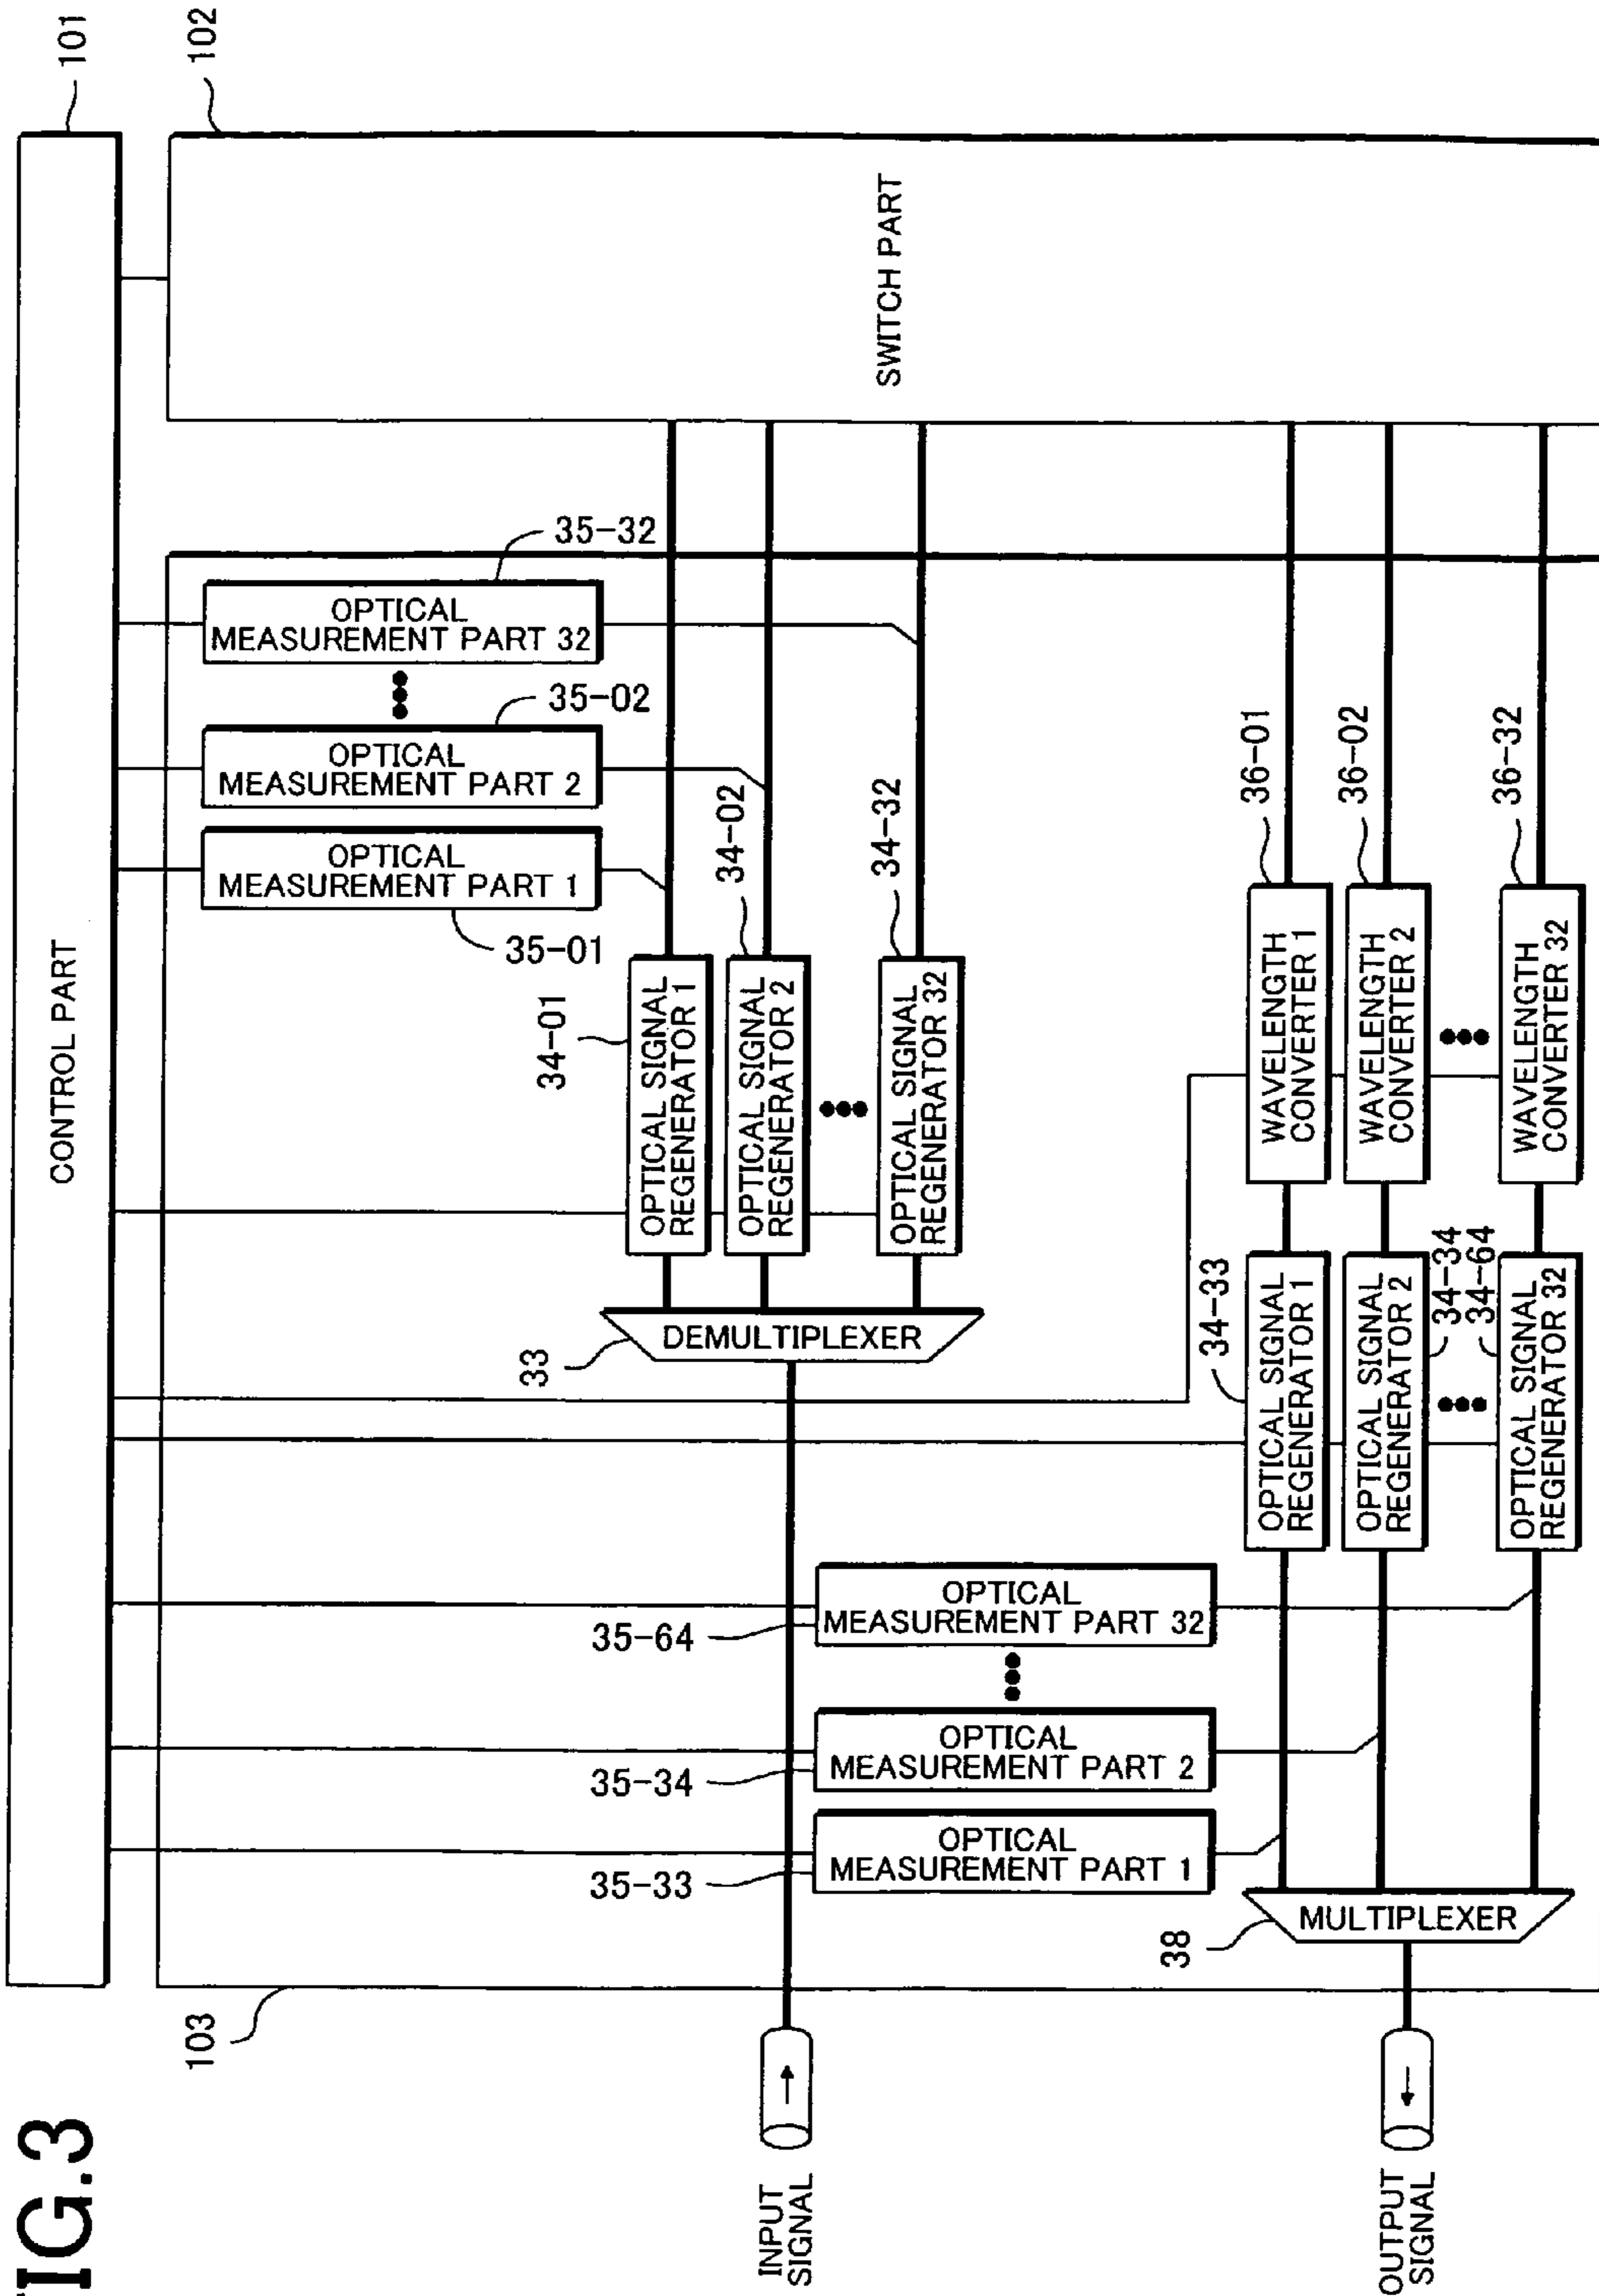 FIG.3
101
CONTROL PART
102
SWITCH PART
103
35-32
OPTICAL
MEASUREMENT PART 32
35-02
OPTICAL
MEASUREMENT PART 2
OPTICAL
MEASUREMENT PART 1
35-01
34-01
OPTICAL SIGNAL
REGENERATOR 1
34-02
OPTICAL SIGNAL
REGENERATOR 2
34-32
OPTICAL SIGNAL
REGENERATOR 32
33
DEMULTIPLEXER
INPUT
SIGNAL
36-01
WAVELENGTH
CONVERTER 1
36-02
WAVELENGTH
CONVERTER 2
36-32
WAVELENGTH
CONVERTER 32
34-33
OPTICAL SIGNAL
REGENERATOR 1
34-34
OPTICAL SIGNAL
REGENERATOR 2
34-64
OPTICAL SIGNAL
REGENERATOR 32
35-64
OPTICAL
MEASUREMENT PART 32
35-34
OPTICAL
MEASUREMENT PART 2
35-33
OPTICAL
MEASUREMENT PART 1
38
MULTIPLEXER
OUTPUT
SIGNAL